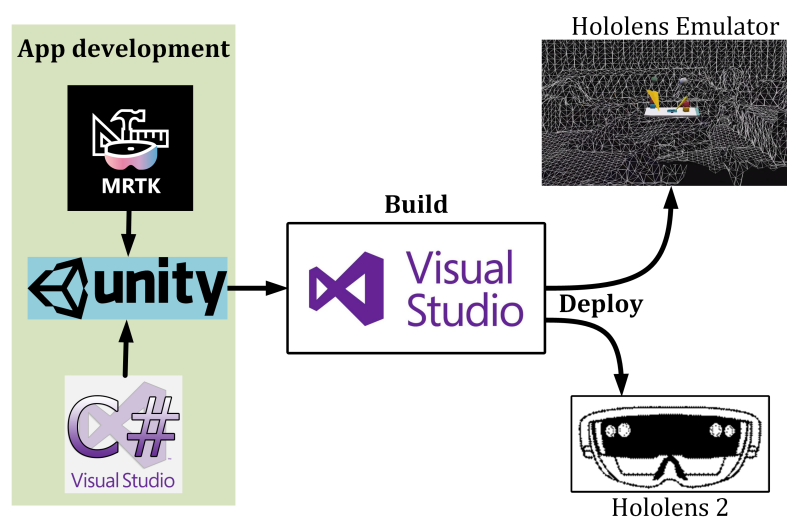 App development
MRTK
unity
C#
Visual Studio
Build
Visual
Studio
Deploy
Hololens Emulator
Hololens 2